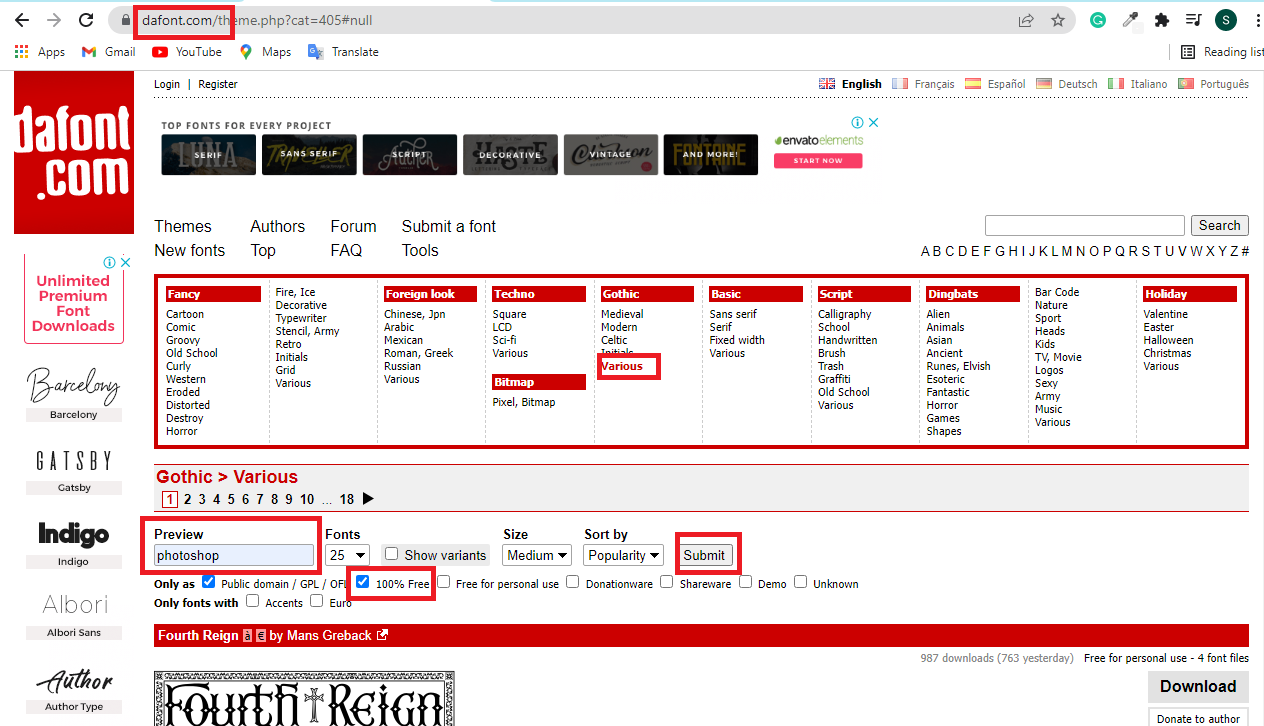 dafont.com/theme.php?cat=405#null
S
Apps Gmail YouTube Maps Translate Reading list
dafont
.com
Login | Register
English Français Español Deutsch Italiano Português
TOP FONTS FOR EVERY PROJECT
SERIF SANS SERIF SCRIPT DECORATIVE VINTAGE AND MORE!
envatoelements
START NOW
Themes Authors Forum Submit a font
New fonts Top FAQ Tools
Search
A B C D E F G H I J K L M N O P Q R S T U V W X Y Z #
Unlimited
Premium
Font
Downloads
Barcelony
Barcelony
GATSBY
Gatsby
Indigo
Indigo
Albori
Albori Sans
Author
Author Type
Fancy
Cartoon
Comic
Groovy
Old School
Curly
Western
Eroded
Distorted
Destroy
Horror
Fire, Ice
Decorative
Typewriter
Stencil, Army
Retro
Initials
Grid
Various
Foreign look
Chinese, Jpn
Arabic
Mexican
Roman, Greek
Russian
Various
Techno
Square
LCD
Sci-fi
Various
Bitmap
Pixel, Bitmap
Gothic
Medieval
Modern
Celtic
Initials
Various
Basic
Sans serif
Serif
Fixed width
Various
Script
Calligraphy
School
Handwritten
Brush
Trash
Graffiti
Old School
Various
Dingbats
Alien
Animals
Asian
Ancient
Runes, Elvish
Esoteric
Fantastic
Horror
Games
Shapes
Bar Code
Nature
Sport
Heads
Kids
TV, Movie
Logos
Sexy
Army
Music
Various
Holiday
Valentine
Easter
Halloween
Christmas
Various
Gothic > Various
1 2 3 4 5 6 7 8 9 10 ... 18
Preview Fonts Size Sort by
photoshop 25 Show variants Medium Popularity Submit
Only as Public domain / GPL / OFL 100% Free Free for personal use Donationware Shareware Demo Unknown
Only fonts with Accents Euro
Fourth Reign à € by Mans Greback
987 downloads (763 yesterday) Free for personal use - 4 font files
Fourth Reign
Download
Donate to author